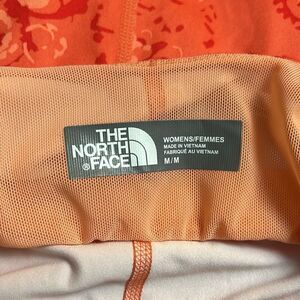 THE
NORTH
®FACE
WOMENS/FEMMES
MADE IN VIETNAM
FABRIQUÉ AU VIETNAM
M/M